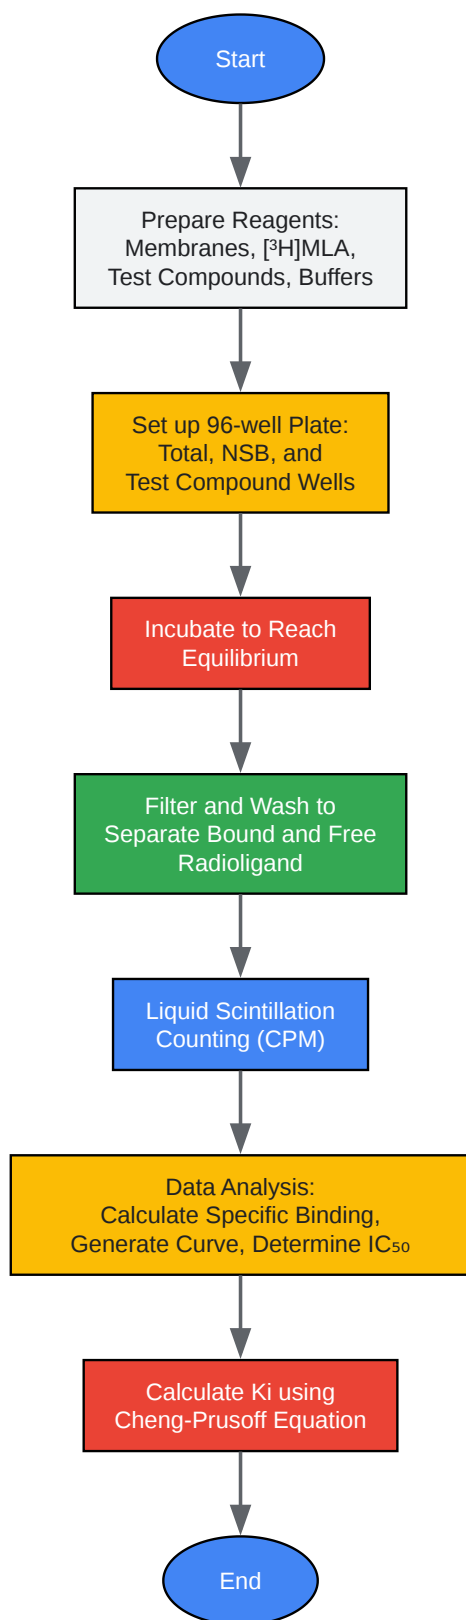 Start
Prepare Reagents:
Membranes, [³H]MLA,
Test Compounds, Buffers
Set up 96-well Plate:
Total, NSB, and
Test Compound Wells
Incubate to Reach
Equilibrium
Filter and Wash to
Separate Bound and Free
Radioligand
Liquid Scintillation
Counting (CPM)
Data Analysis:
Calculate Specific Binding,
Generate Curve, Determine IC₅₀
Calculate Ki using
Cheng-Prusoff Equation
End